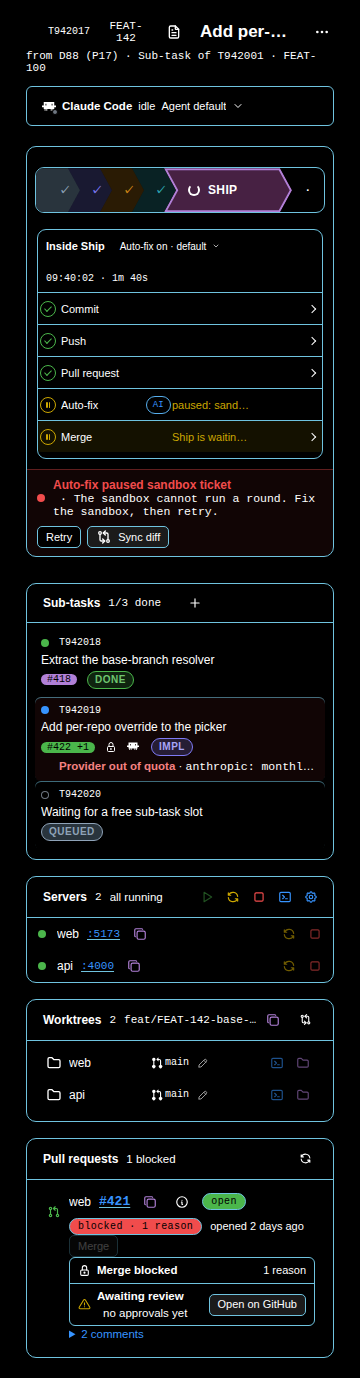 T942017 FEAT-142 Add per-…
from D88 (P17) · Sub-task of T942001 · FEAT-
100
Claude Code idle Agent default
SHIP
Inside Ship Auto-fix on · default
09:40:02 · 1m 40s
Commit
Push
Pull request
Auto-fix AI paused: sand…
Merge Ship is waitin…
Auto-fix paused sandbox ticket
· The sandbox cannot run a round. Fix
the sandbox, then retry.
Retry Sync diff
Sub-tasks 1/3 done
T942018
Extract the base-branch resolver
#418 DONE
T942019
Add per-repo override to the picker
#422 +1 IMPL
Provider out of quota · anthropic: monthl…
T942020
Waiting for a free sub-task slot
QUEUED
Servers 2 all running
web :5173
api :4000
Worktrees 2 feat/FEAT-142-base-…
web main
api main
Pull requests 1 blocked
web #421 open
blocked · 1 reason opened 2 days ago
Merge
Merge blocked 1 reason
Awaiting review
no approvals yet Open on GitHub
2 comments